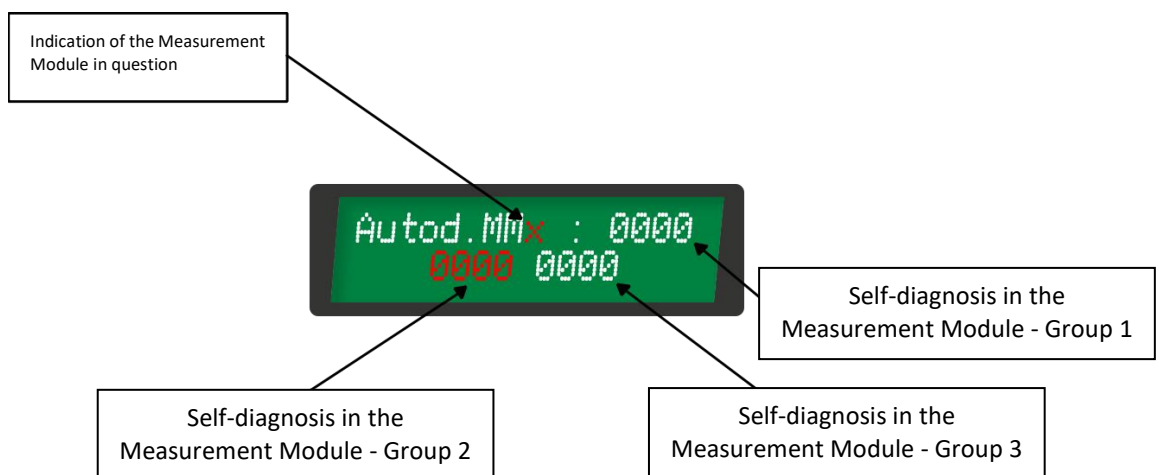 Indication of the Measurement
Module in question
Autod.MMx : 0000
0000 0000
Self-diagnosis in the
Measurement Module - Group 1
Self-diagnosis in the
Measurement Module - Group 2
Self-diagnosis in the
Measurement Module - Group 3